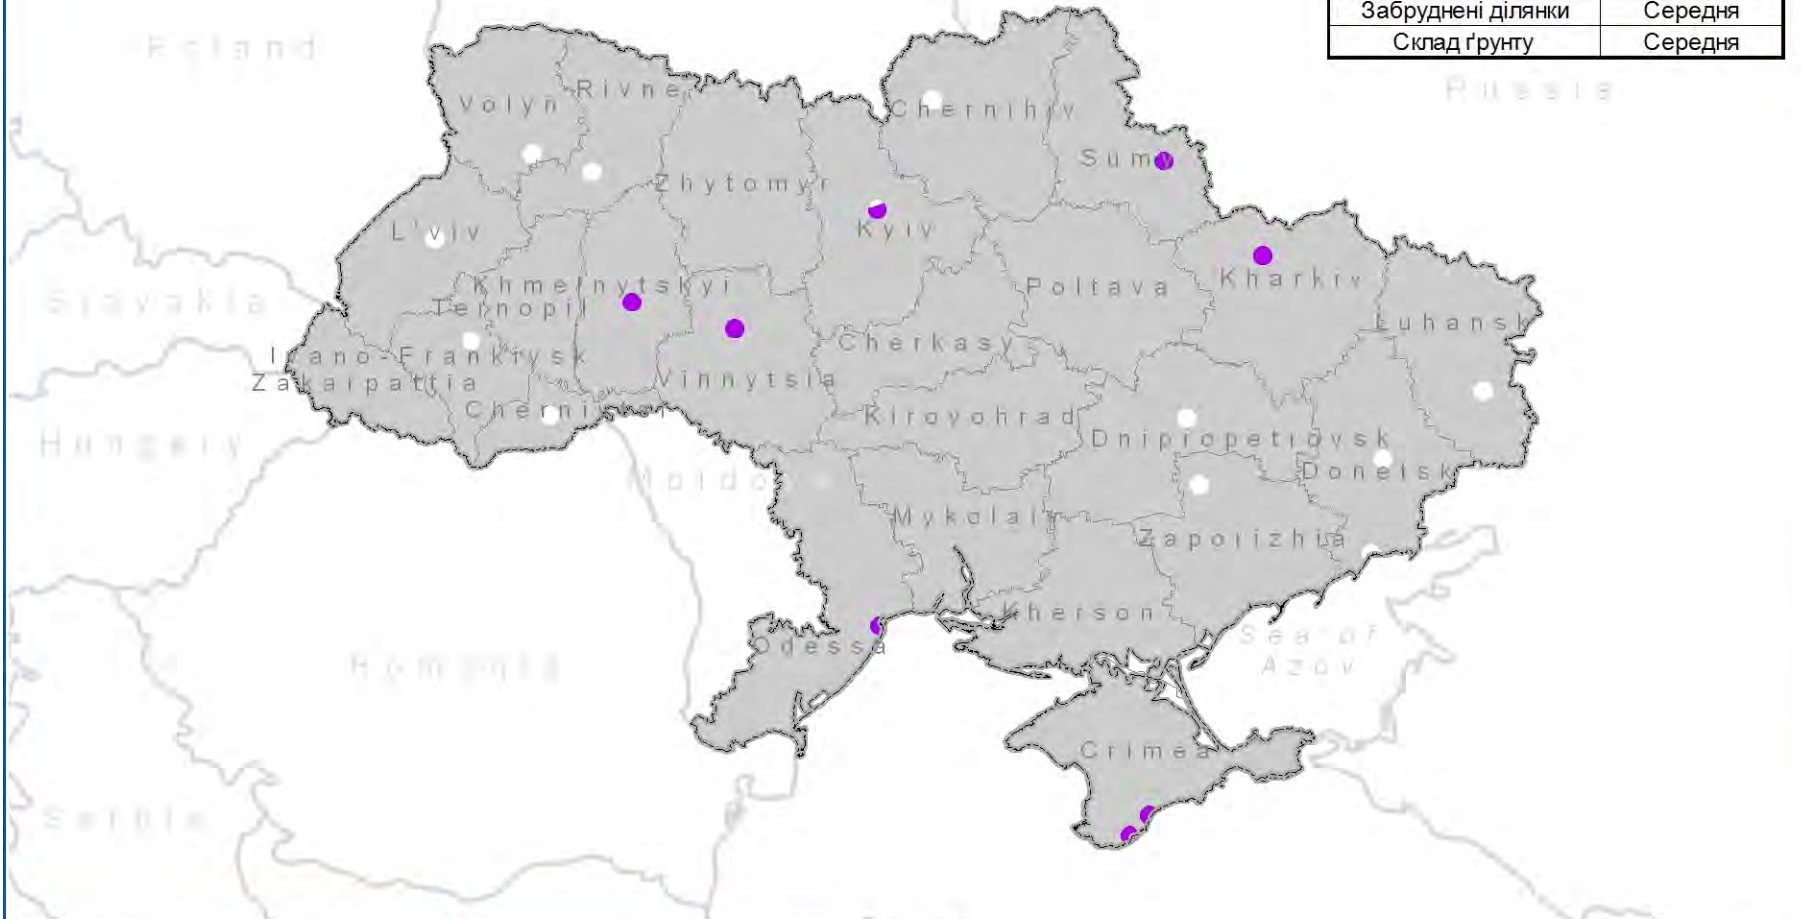 Забруднені ділянки Середня
Склад ґрунту Середня
Poland
Russia
Volyn
Rivne
Chernihiv
Sumy
Zhytomyr
L'viv
Kyiv
Khmelnytskyi
Ternopil
Poltava
Kharkiv
Slovakia
Luhansk
Cherkasy
Ivano-Frankivsk
Zakarpattia
Vinnytsia
Kirovohrad
Dnipropetrovsk
Hungary
Donetsk
Mykolaiv
Zaporizhia
Kherson
Odessa
Sea of
Azov
Romania
Crimea
Serbia